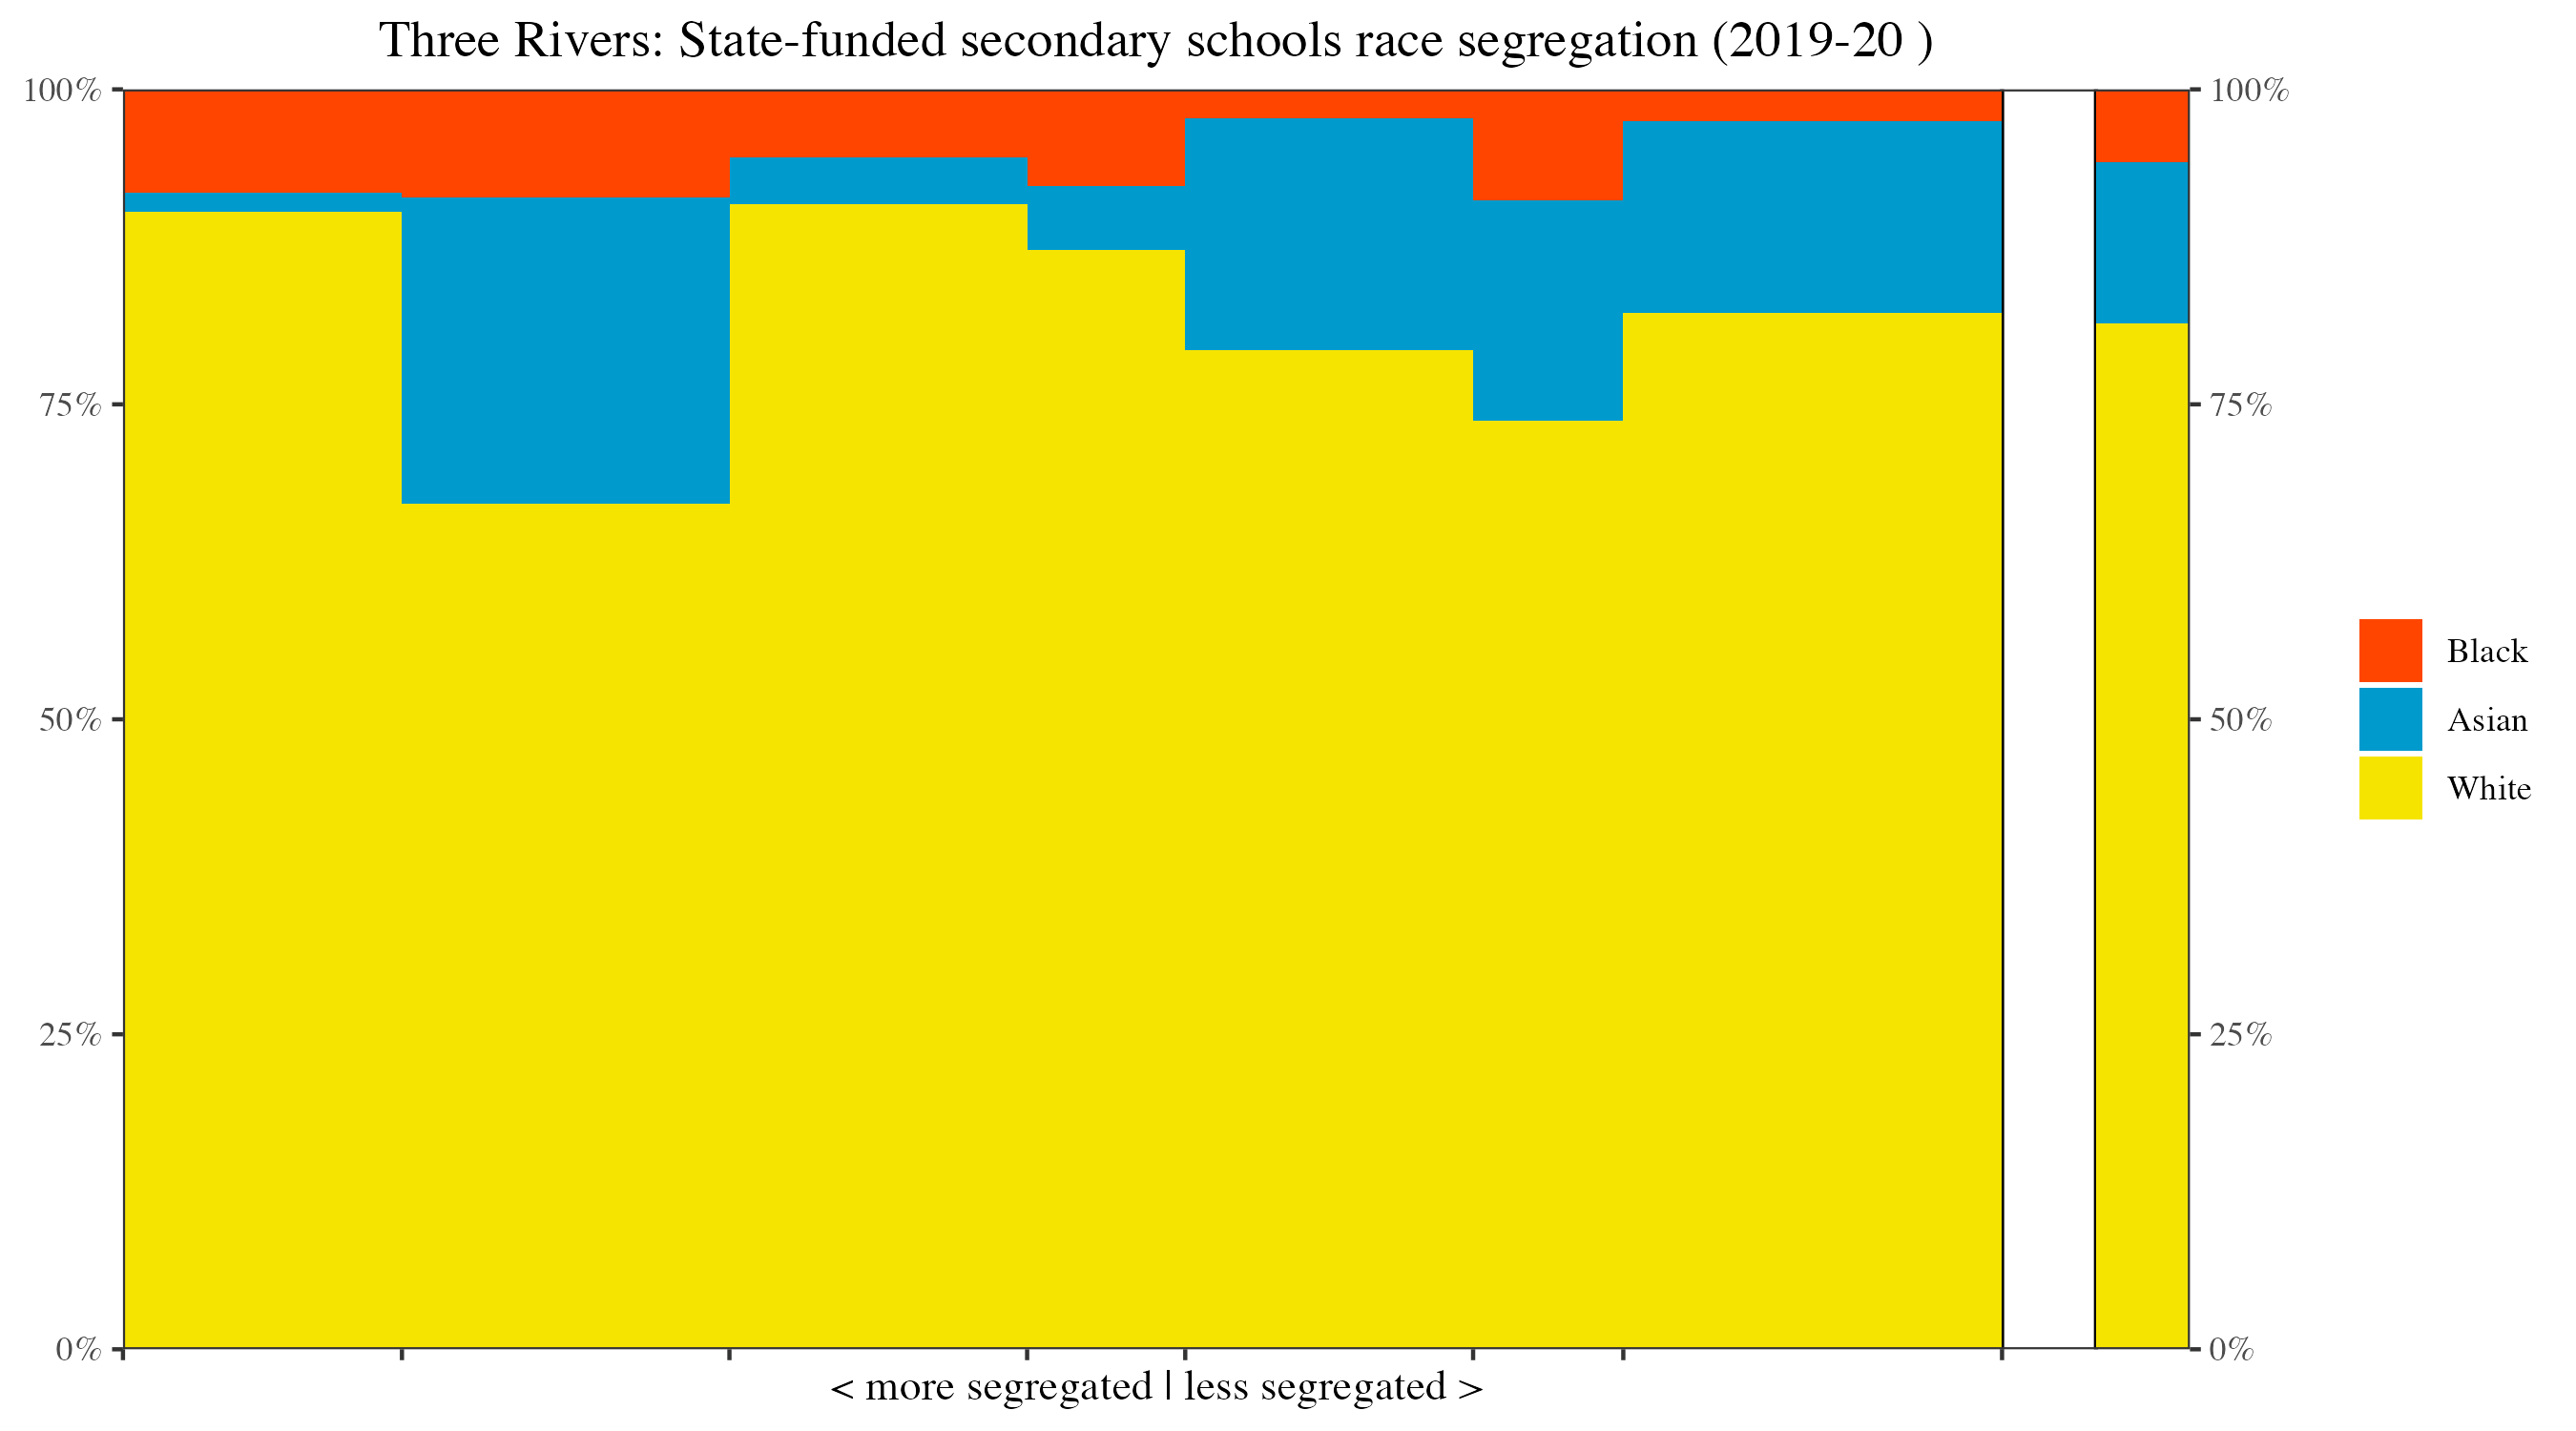 Three Rivers: State-funded secondary schools race segregation (2019-20 )
100%
75%
50%
25%
0%
100%
75%
50%
25%
0%
Black
Asian
White
< more segregated | less segregated >